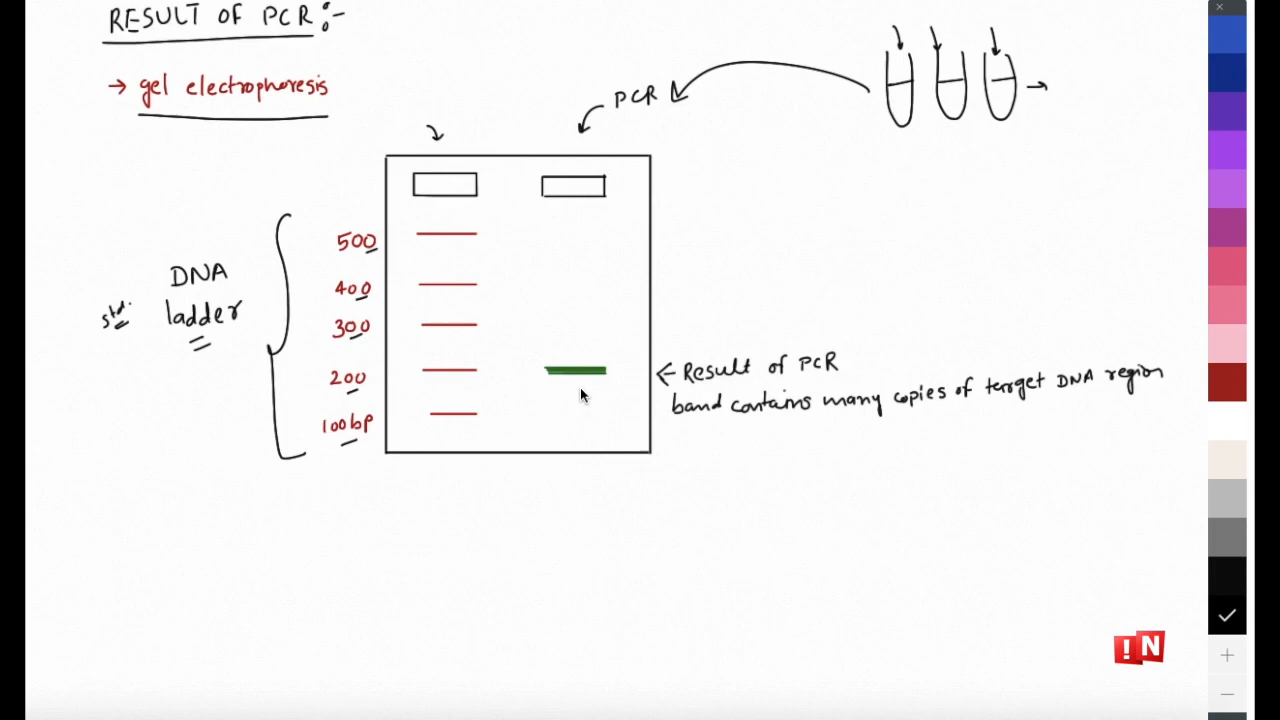 RESULT OF PCR :-
→ gel electrophoresis
PCR
500
400
300
200
100bp
std.
DNA
ladder
← Result of PCR
band contains many copies of terget DNA region
!N